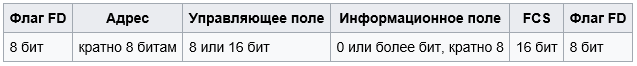 Флаг FD Адрес Управляющее поле Информационное поле FCS Флаг FD
8 бит кратно 8 битам 8 или 16 бит 0 или более бит, кратно 8 16 бит 8 бит